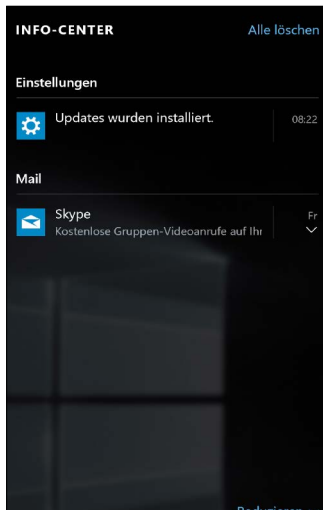 INFO-CENTER Alle löschen
Einstellungen
Updates wurden installiert. 08:22
Mail
Skype Fr
Kostenlose Gruppen-Videoanrufe auf Ihr